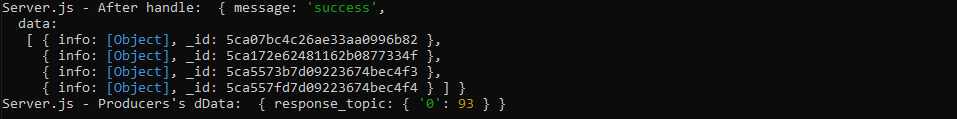 Server.js - After handle:  { message: 'success',
  data:
   [ { info: [Object], _id: 5ca07bc4c26ae33aa0996b82 },
     { info: [Object], _id: 5ca172e62481162b0877334f },
     { info: [Object], _id: 5ca5573b7d09223674bec4f3 },
     { info: [Object], _id: 5ca557fd7d09223674bec4f4 } ] }
Server.js - Producers's dData:  { response_topic: { '0': 93 } }